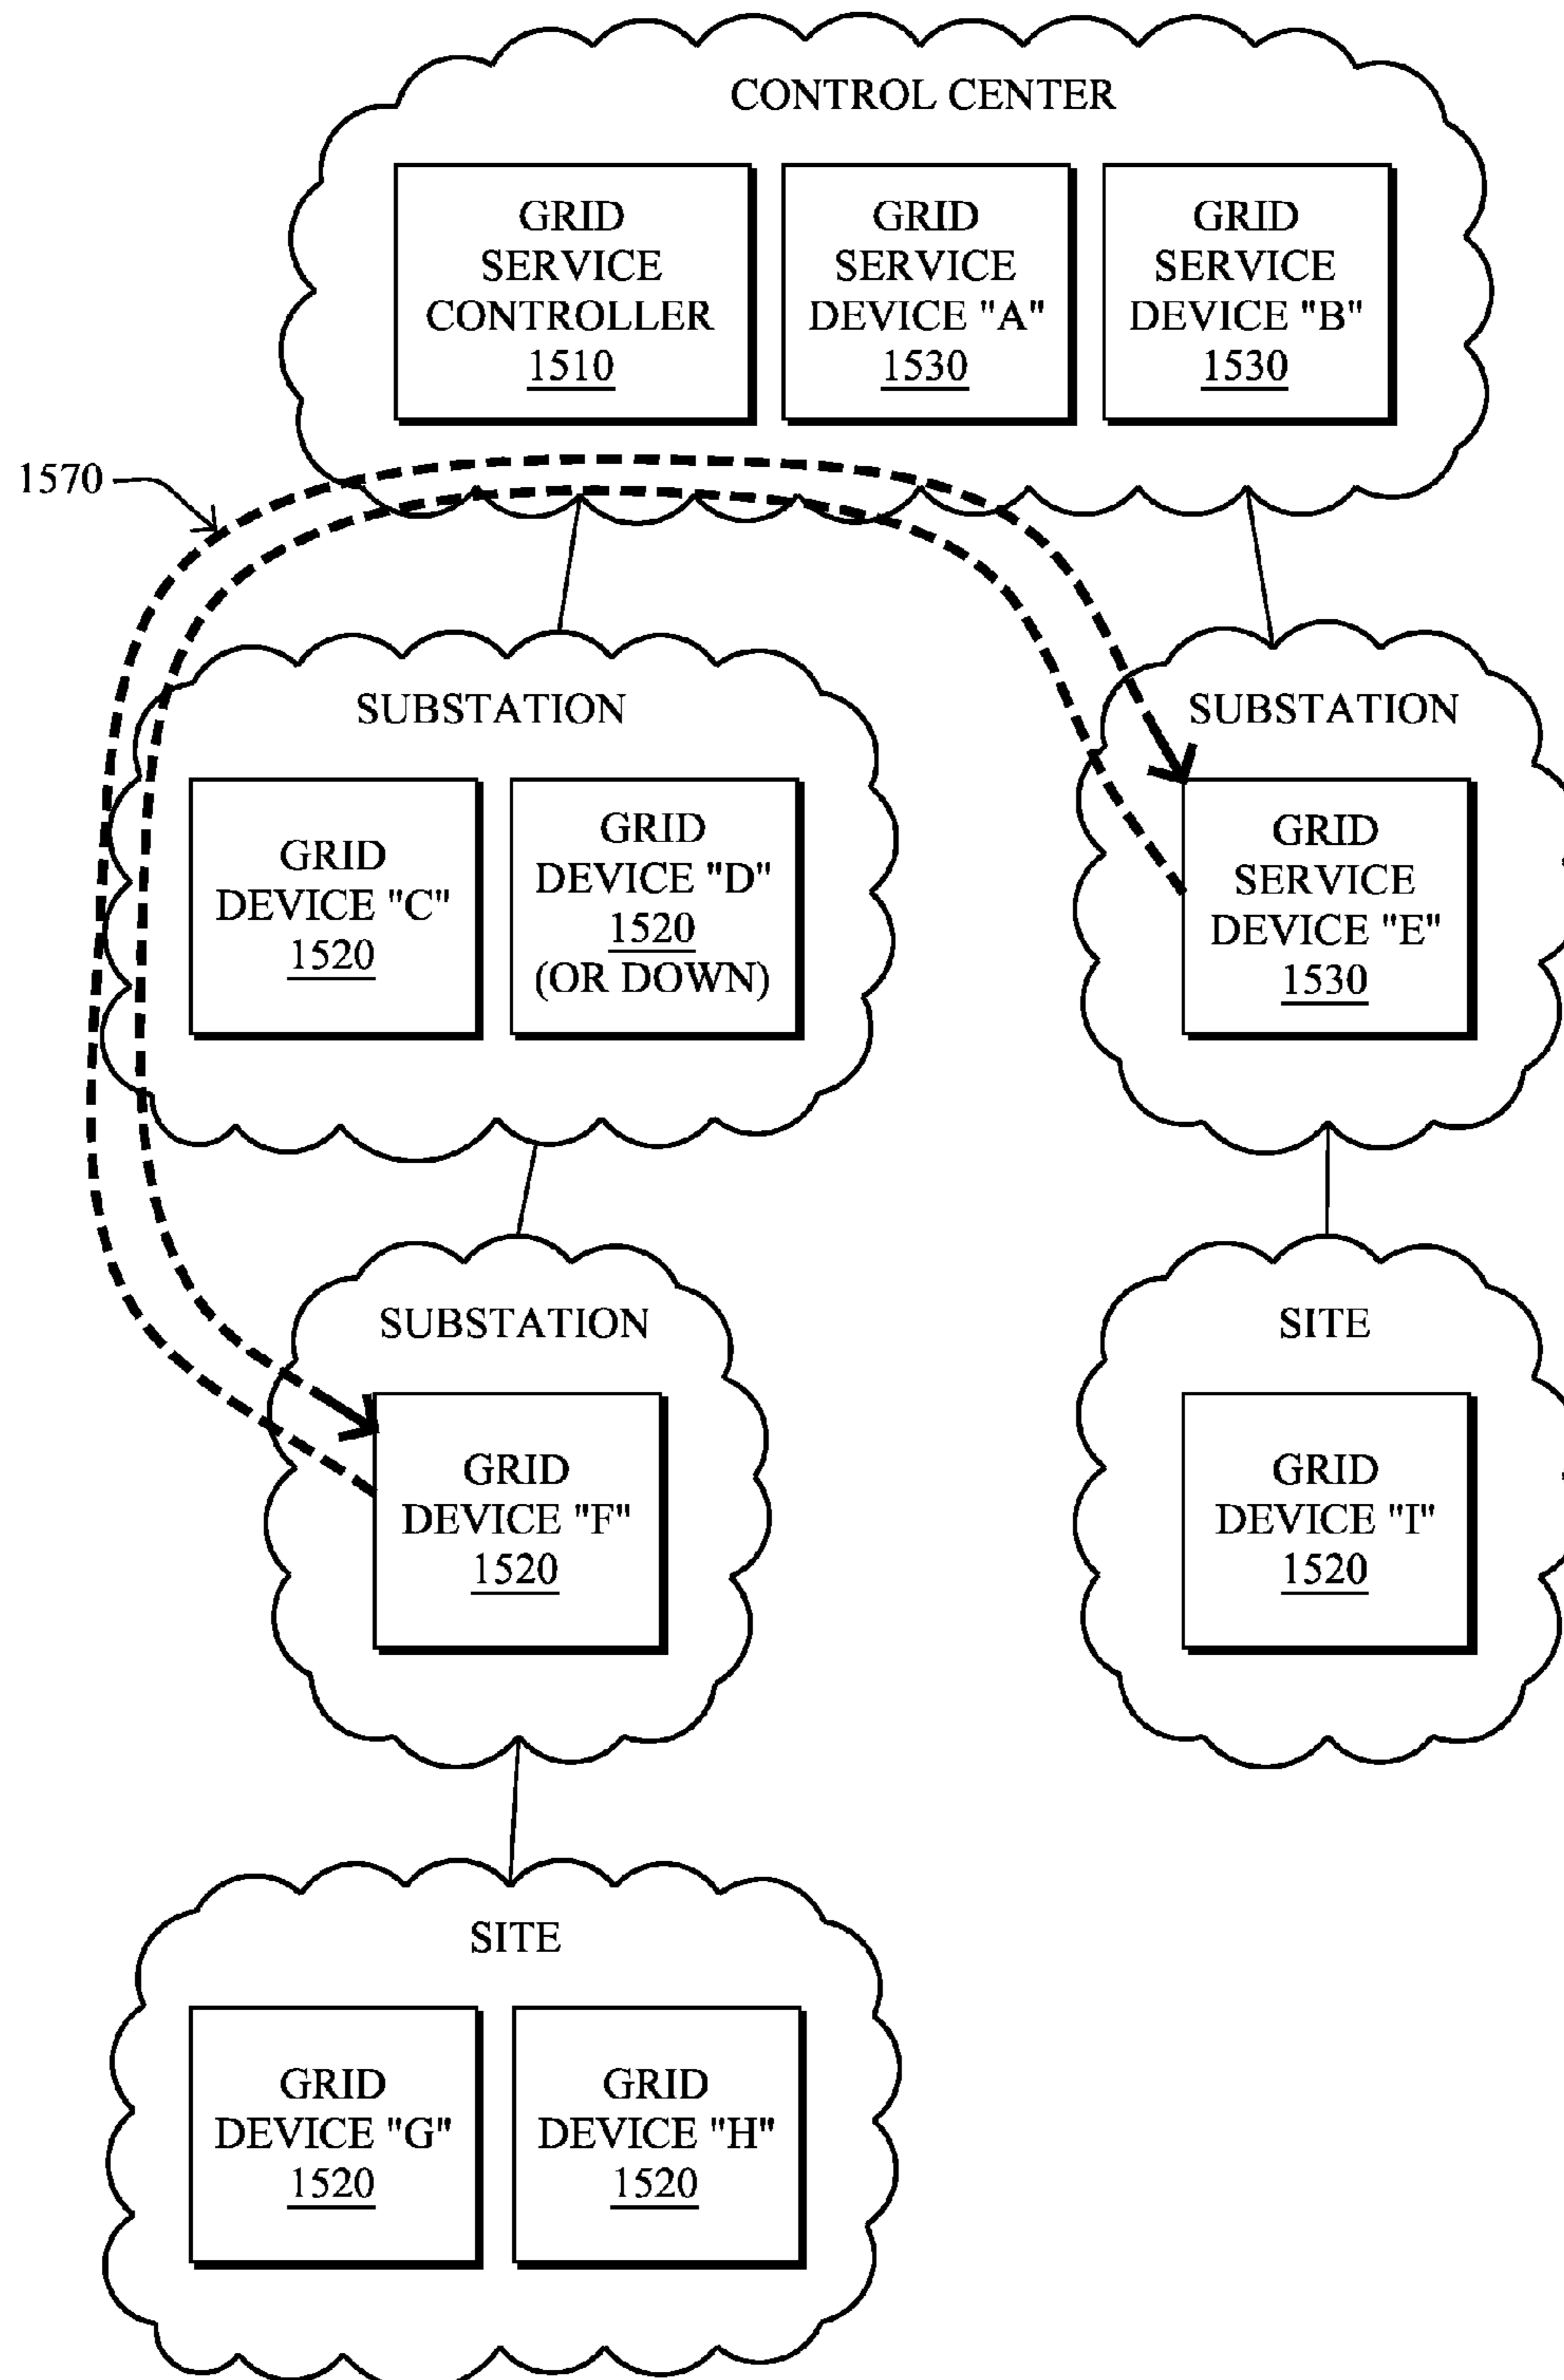 CONTROL CENTER
GRID
SERVICE
CONTROLLER
1510
GRID
SERVICE
DEVICE "A"
1530
GRID
SERVICE
DEVICE "B"
1530
1570
SUBSTATION
GRID
DEVICE "C"
1520
GRID
DEVICE "D"
1520
(OR DOWN)
SUBSTATION
GRID
SERVICE
DEVICE "E"
1530
SUBSTATION
GRID
DEVICE "F"
1520
SITE
GRID
DEVICE "I"
1520
SITE
GRID
DEVICE "G"
1520
GRID
DEVICE "H"
1520